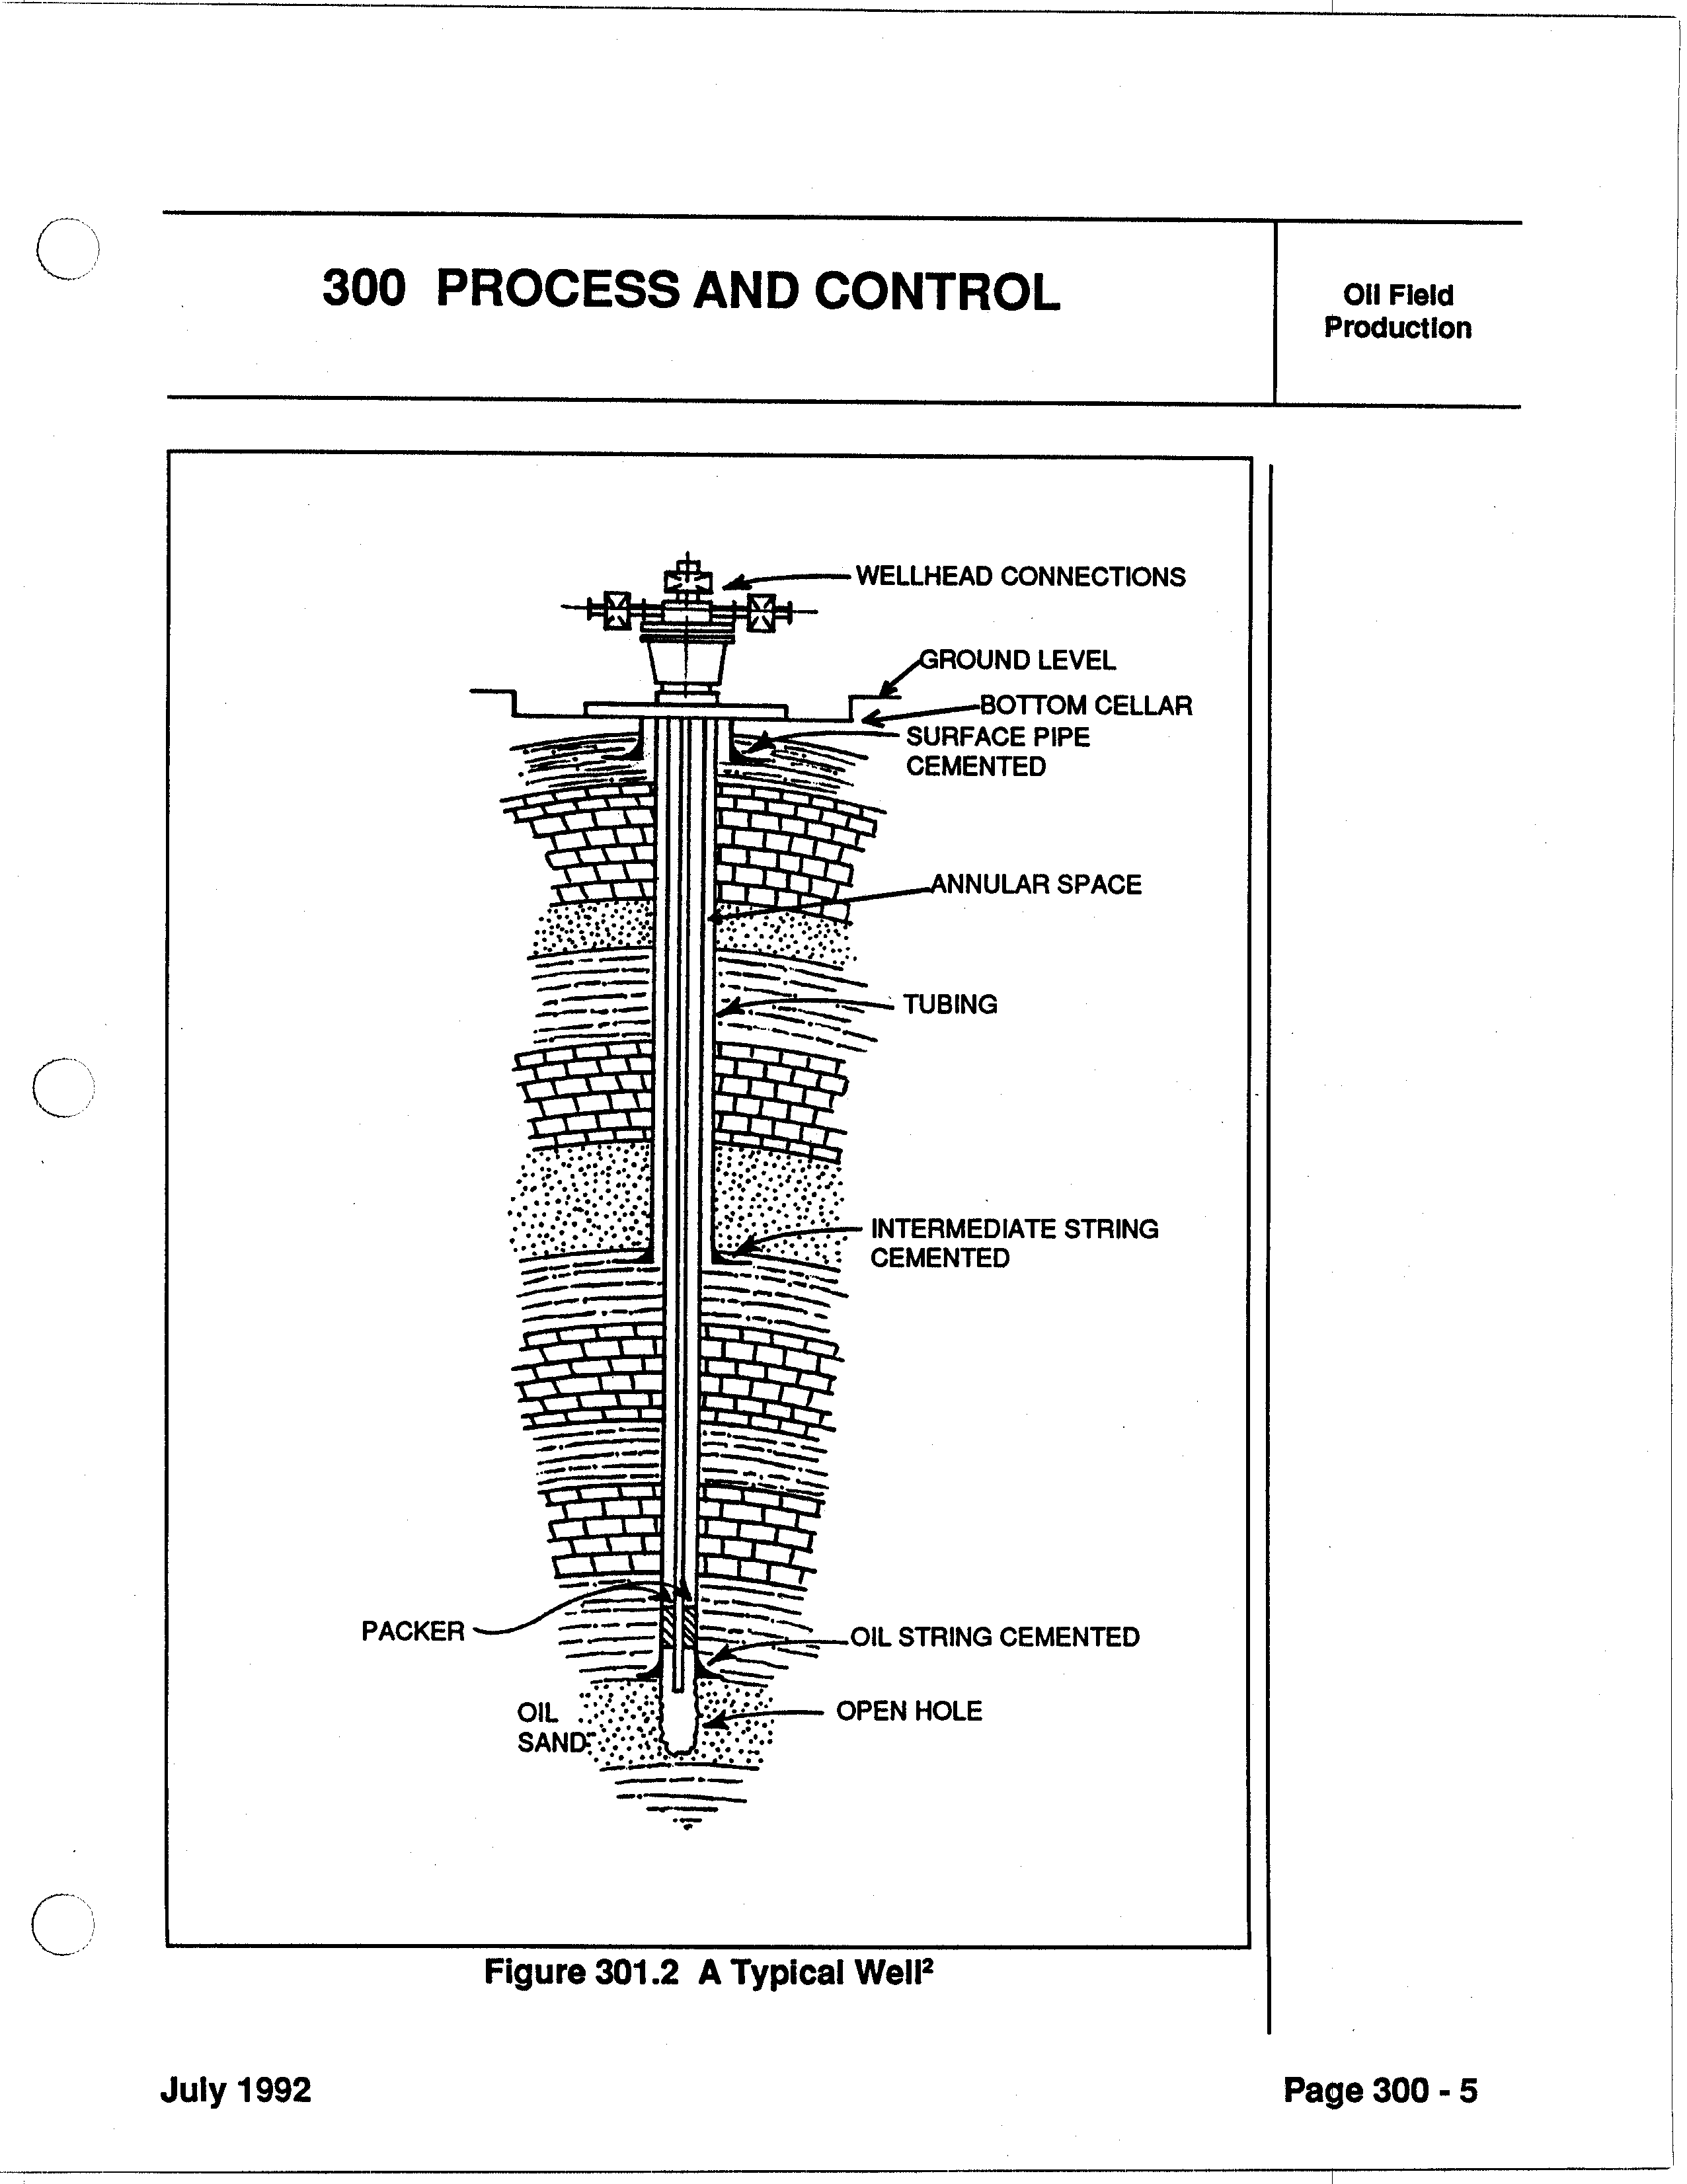 300 PROCESS AND CONTROL
Oil Field
Production
WELLHEAD CONNECTIONS
GROUND LEVEL
BOTTOM CELLAR
SURFACE PIPE
CEMENTED
ANNULAR SPACE
TUBING
INTERMEDIATE STRING
CEMENTED
PACKER
OIL STRING CEMENTED
OIL
SAND
OPEN HOLE
Figure 301.2 A Typical Well²
July 1992
Page 300 - 5